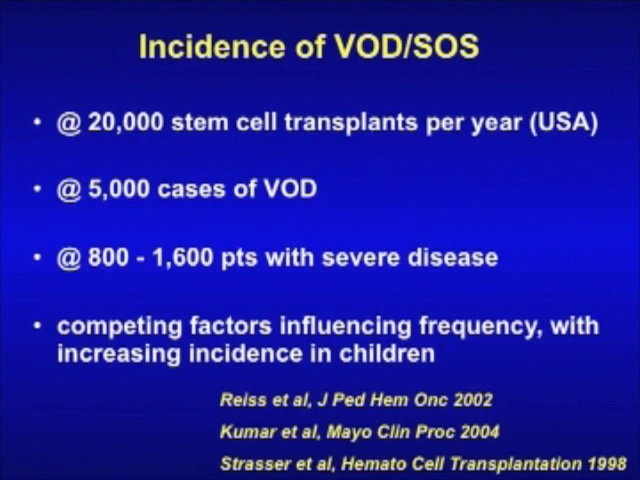 Incidence of VOD/SOS
• @ 20,000 stem cell transplants per year (USA)
• @ 5,000 cases of VOD
• @ 800 - 1,600 pts with severe disease
• competing factors influencing frequency, with
increasing incidence in children
Reiss et al, J Ped Hem Onc 2002
Kumar et al, Mayo Clin Proc 2004
Strasser et al, Hemato Cell Transplantation 1998